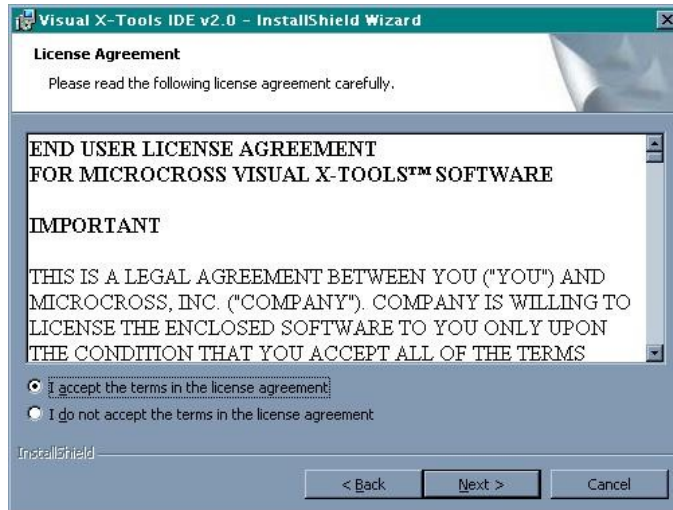 Visual X-Tools IDE v2.0 - InstallShield Wizard
License Agreement
Please read the following license agreement carefully.
END USER LICENSE AGREEMENT
FOR MICROCROSS VISUAL X-TOOLS™ SOFTWARE
IMPORTANT
THIS IS A LEGAL AGREEMENT BETWEEN YOU ("YOU") AND
MICROCROSS, INC. ("COMPANY"). COMPANY IS WILLING TO
LICENSE THE ENCLOSED SOFTWARE TO YOU ONLY UPON
THE CONDITION THAT YOU ACCEPT ALL OF THE TERMS
I accept the terms in the license agreement
I do not accept the terms in the license agreement
InstallShield
< Back Next > Cancel